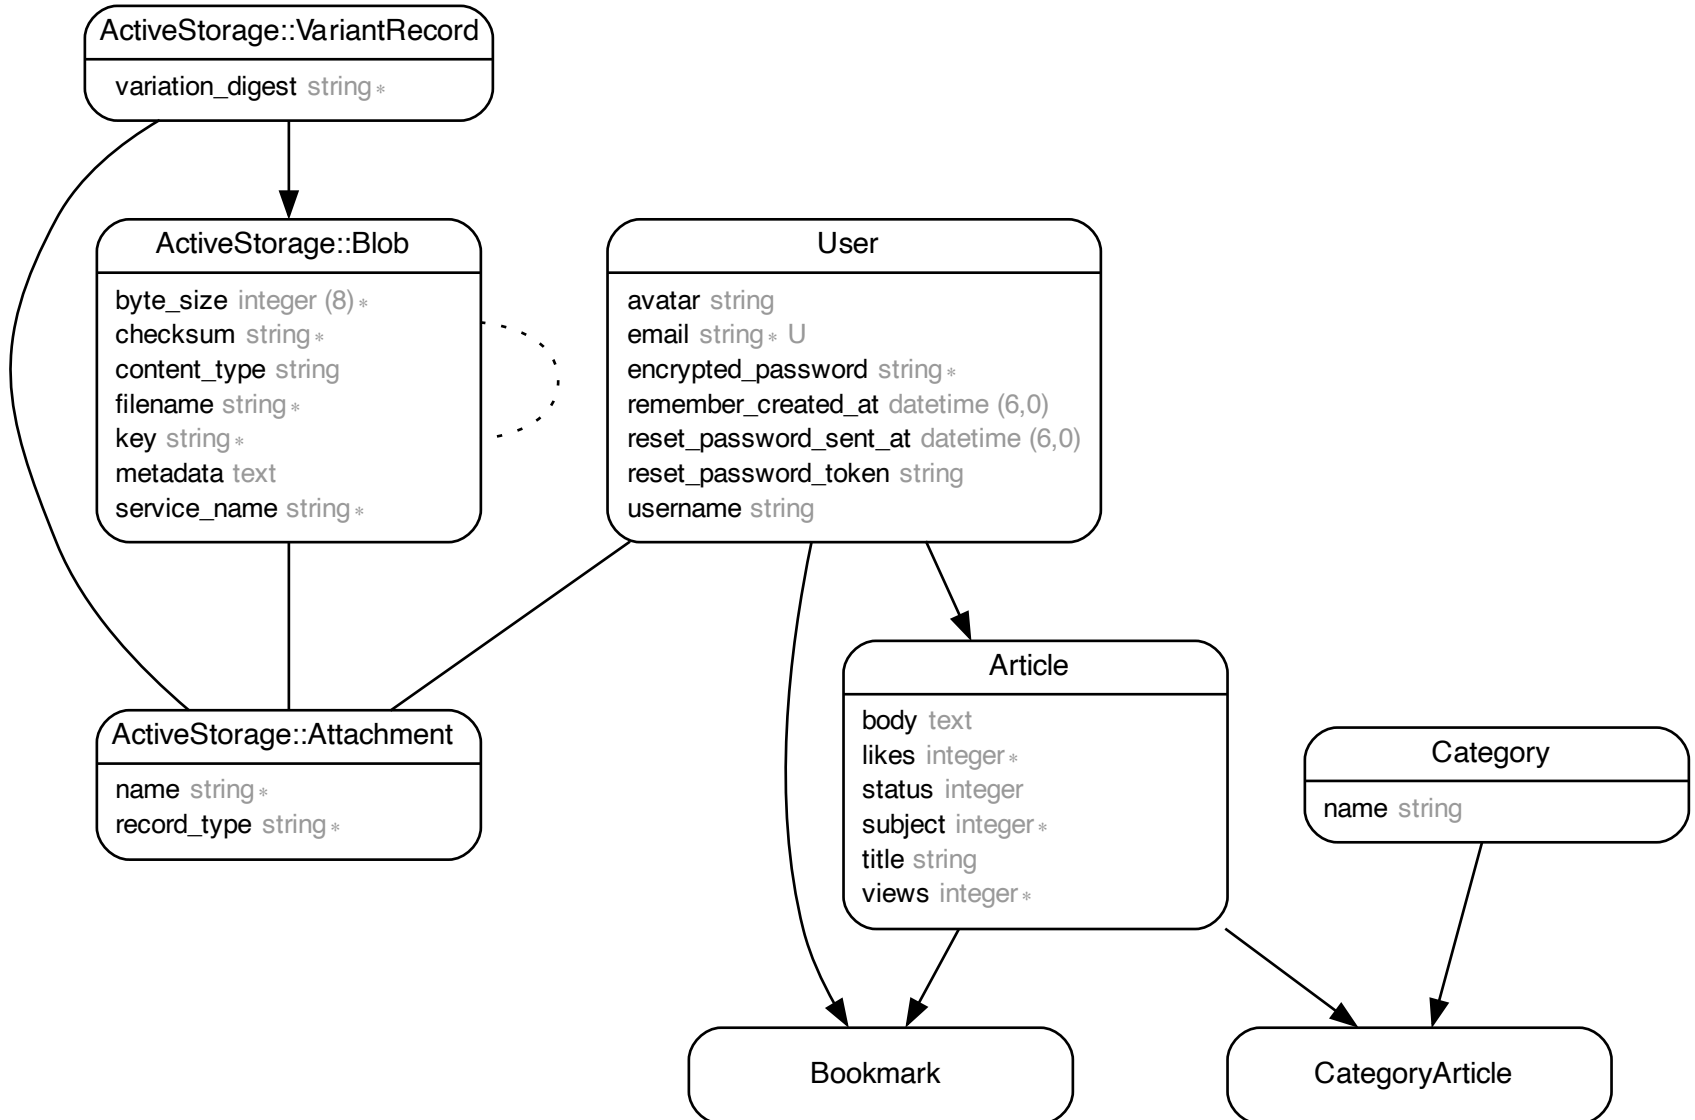 ActiveStorage::VariantRecord
variation_digest string *
ActiveStorage::Blob
byte_size integer (8) *
checksum string *
content_type string
filename string *
key string *
metadata text
service_name string *
User
avatar string
email string * U
encrypted_password string *
remember_created_at datetime (6,0)
reset_password_sent_at datetime (6,0)
reset_password_token string
username string
ActiveStorage::Attachment
name string *
record_type string *
Article
body text
likes integer *
status integer
subject integer *
title string
views integer *
Category
name string
Bookmark
CategoryArticle